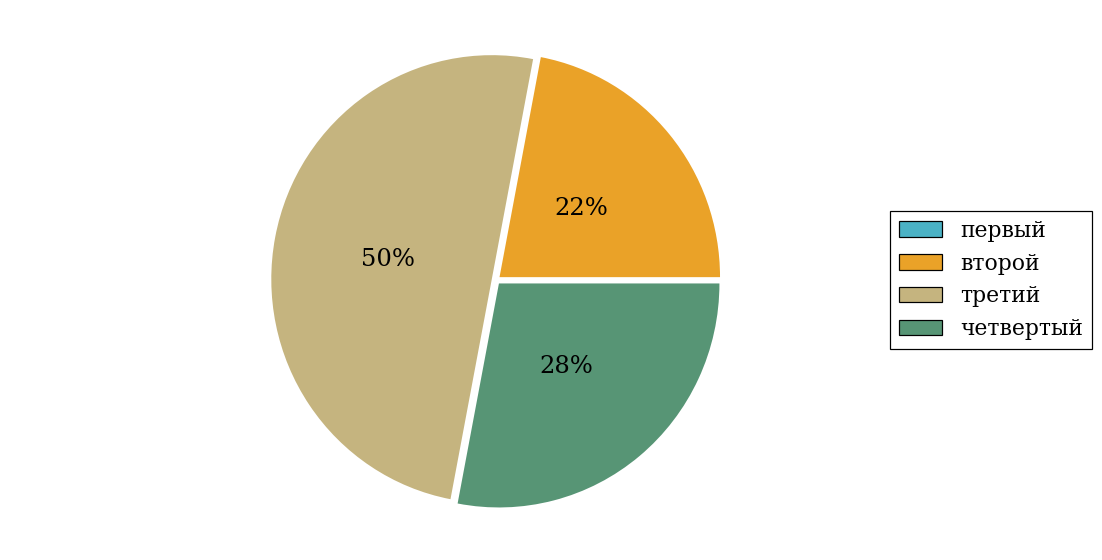 22%
50%
28%
первый
второй
третий
четвертый